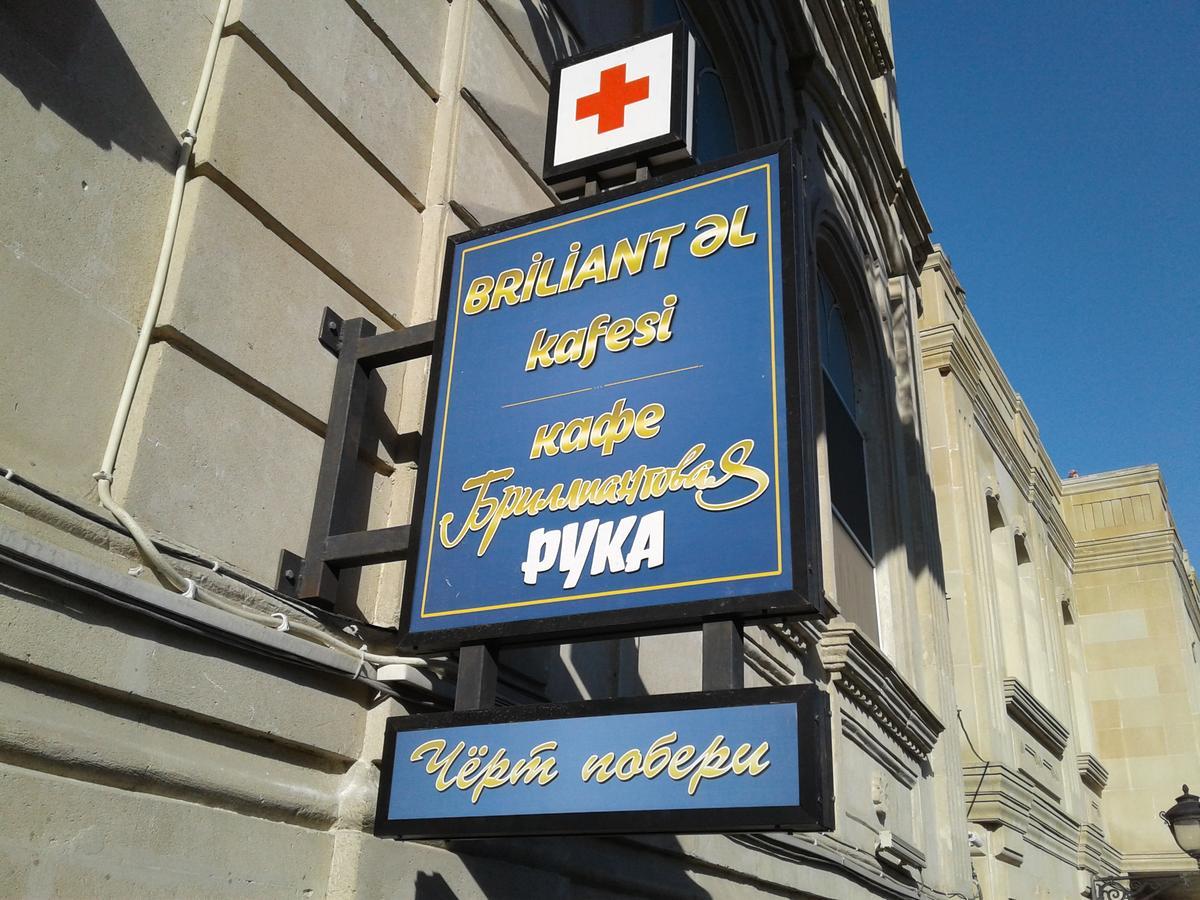 BRİLİANT ƏL
kafesi
кафе
Бриллиантовая
РУКА
Чёрт побери